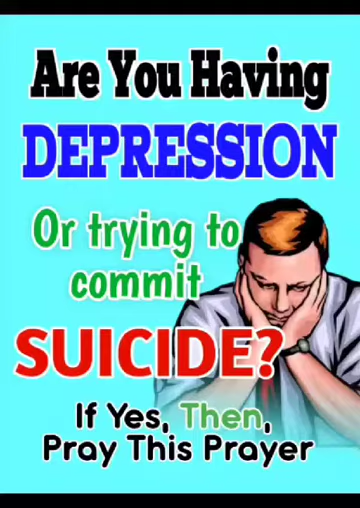 Are You Having
DEPRESSION
Or trying to
commit
SUICIDE?
If Yes, Then,
Pray This Prayer